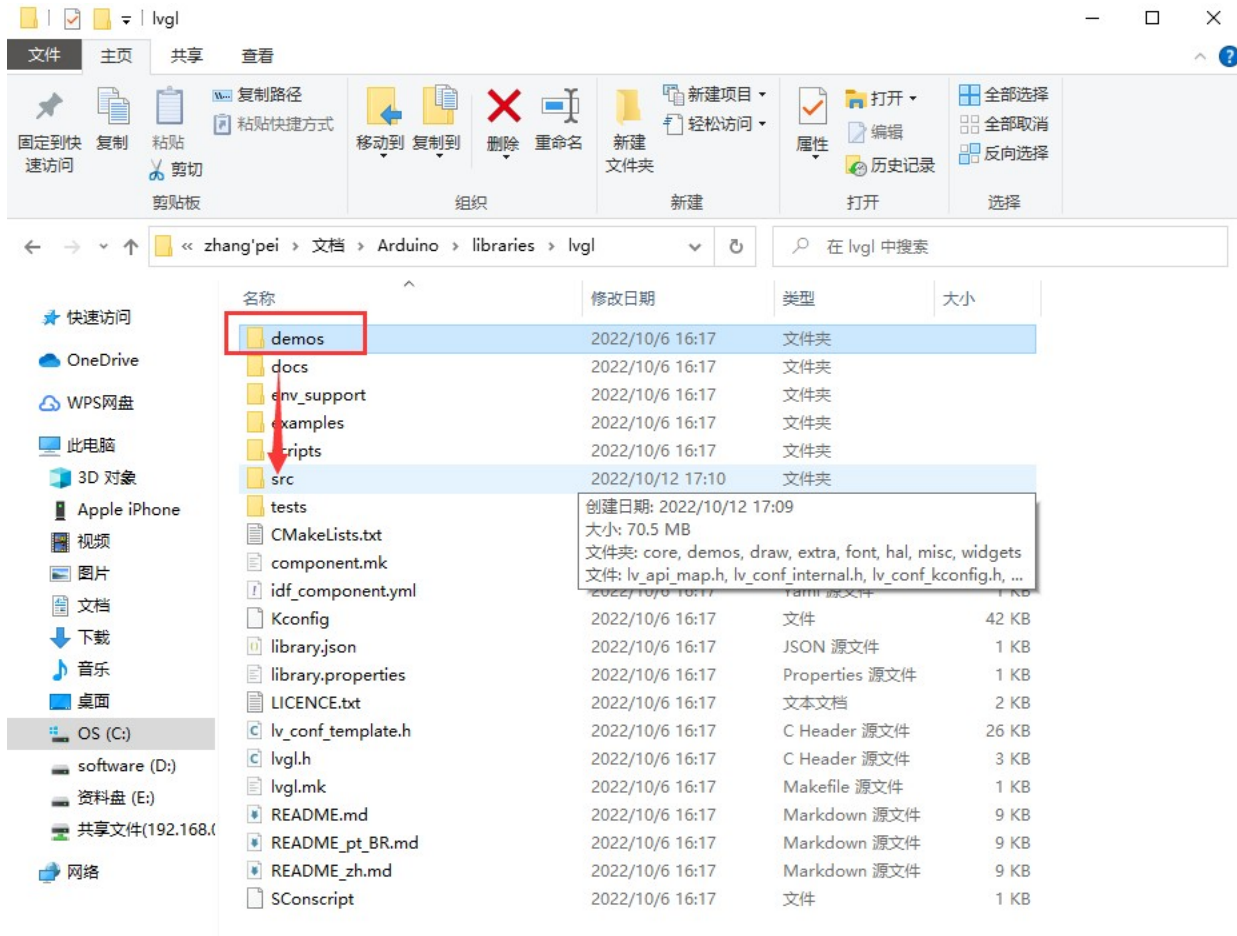 lvgl
文件 主页 共享 查看
固定到快速访问 复制 粘贴 复制路径 粘贴快捷方式 剪切
移动到 复制到 删除 重命名
新建文件夹 新建项目 轻松访问
属性 打开 编辑 历史记录
全部选择 全部取消 反向选择
剪贴板 组织 新建 打开 选择
« zhang'pei › 文档 › Arduino › libraries › lvgl 在 lvgl 中搜索
快速访问
OneDrive
WPS网盘
此电脑
3D 对象
Apple iPhone
视频
图片
文档
下载
音乐
桌面
OS (C:)
software (D:)
资料盘 (E:)
共享文件(192.168.(
网络
名称 修改日期 类型 大小
demos 2022/10/6 16:17 文件夹
docs 2022/10/6 16:17 文件夹
env_support 2022/10/6 16:17 文件夹
examples 2022/10/6 16:17 文件夹
scripts 2022/10/6 16:17 文件夹
src 2022/10/12 17:10 文件夹
tests
CMakeLists.txt
component.mk
创建日期: 2022/10/12 17:09
大小: 70.5 MB
文件夹: core, demos, draw, extra, font, hal, misc, widgets
文件: lv_api_map.h, lv_conf_internal.h, lv_conf_kconfig.h, ...
idf_component.yml 2022/10/6 16:17 Yaml 源文件 1 KB
Kconfig 2022/10/6 16:17 文件 42 KB
library.json 2022/10/6 16:17 JSON 源文件 1 KB
library.properties 2022/10/6 16:17 Properties 源文件 1 KB
LICENCE.txt 2022/10/6 16:17 文本文档 2 KB
lv_conf_template.h 2022/10/6 16:17 C Header 源文件 26 KB
lvgl.h 2022/10/6 16:17 C Header 源文件 3 KB
lvgl.mk 2022/10/6 16:17 Makefile 源文件 1 KB
README.md 2022/10/6 16:17 Markdown 源文件 9 KB
README_pt_BR.md 2022/10/6 16:17 Markdown 源文件 9 KB
README_zh.md 2022/10/6 16:17 Markdown 源文件 9 KB
SConscript 2022/10/6 16:17 文件 1 KB